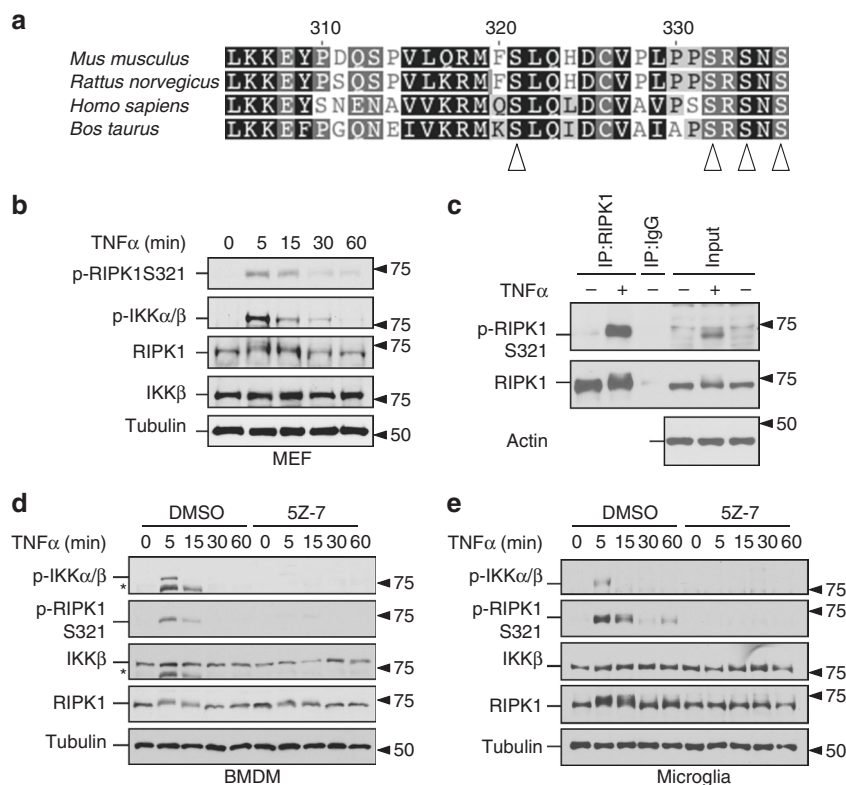 a
310 320 330
Mus musculus LKKEYPDQSPVLQRMFSLQHDCVPLPPSRSNS
Rattus norvegicus LKKEYPSQSPVLKRMFSLQHDCVPLPPSRSNS
Homo sapiens LKKEYSNENAVVKRMQSLQLDCVAVPSSRSNS
Bos taurus LKKEFPGQNEIVKRMKSLQIDCVAIAPSRSNS
b
TNFα (min) 0 5 15 30 60
p-RIPK1S321 75
p-IKKα/β 75
RIPK1 75
IKKβ 75
Tubulin 50
MEF
c
IP:RIPK1 IP:IgG Input
TNFα – + – – + –
p-RIPK1 S321 75
RIPK1 75
Actin 50
d
DMSO 5Z-7
TNFα (min) 0 5 15 30 60 0 5 15 30 60
p-IKKα/β 75
*
p-RIPK1 S321 75
IKKβ 75
*
RIPK1 75
Tubulin 50
BMDM
e
DMSO 5Z-7
TNFα (min) 0 5 15 30 60 0 5 15 30 60
p-IKKα/β 75
p-RIPK1 S321 75
IKKβ 75
RIPK1 75
Tubulin 50
Microglia